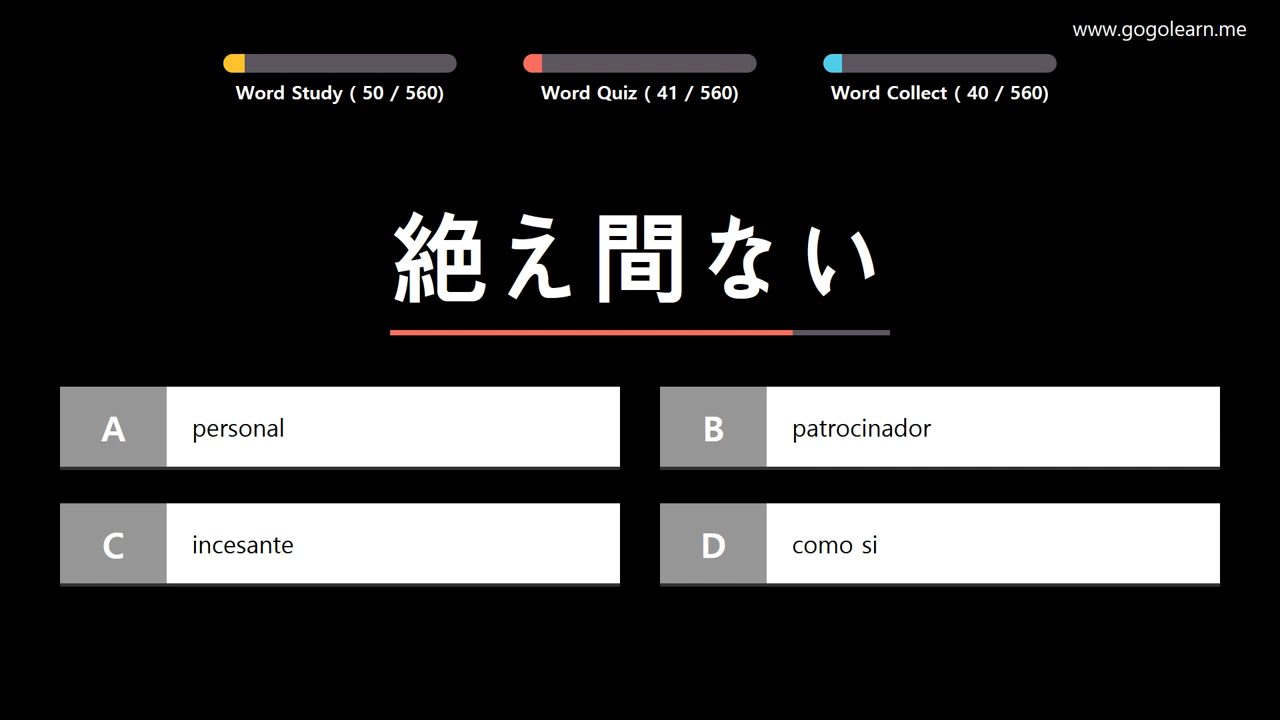 www.gogolearn.me
Word Study ( 50 / 560)
Word Quiz ( 41 / 560)
Word Collect ( 40 / 560)
絶え間ない
A personal
B patrocinador
C incesante
D como si